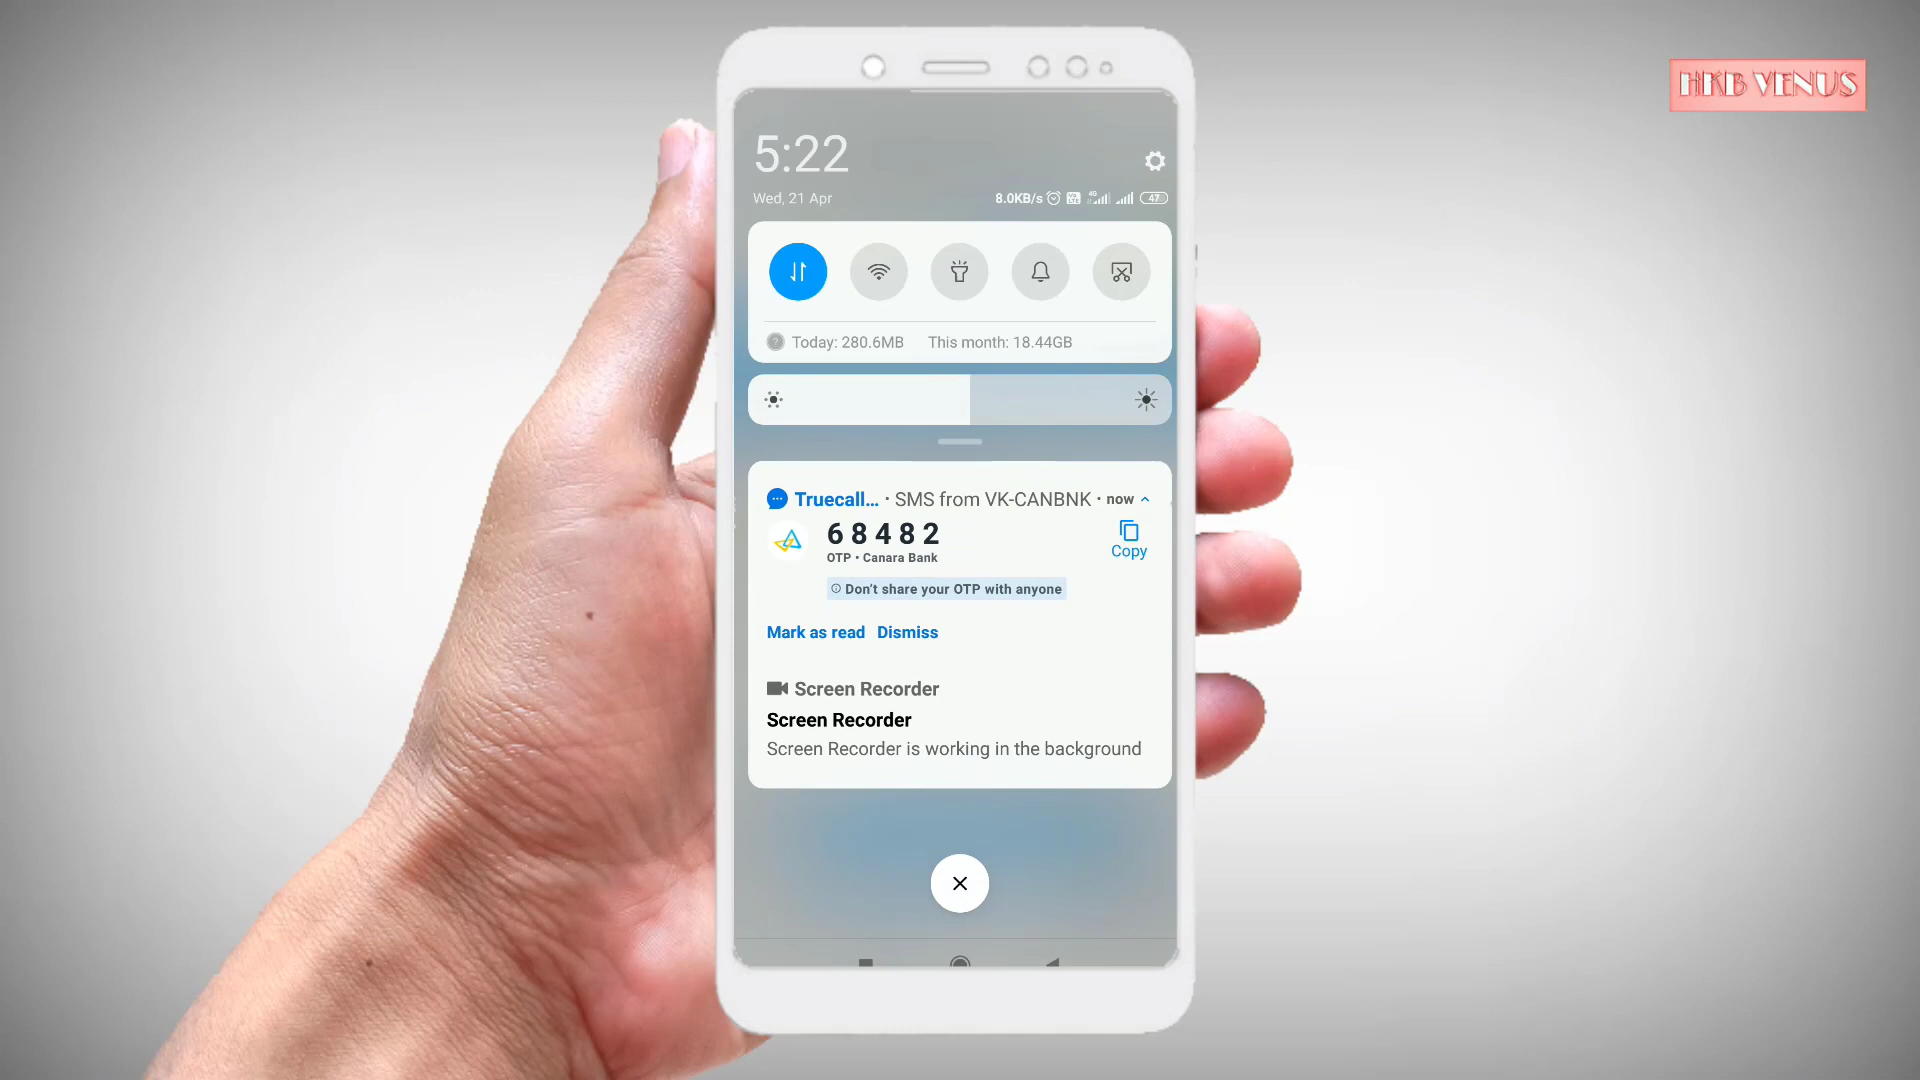 HKB VENUS
5:22
Wed, 21 Apr
8.0KB/s
4G
47
Today: 280.6MB This month: 18.44GB
Truecall... • SMS from VK-CANBNK • now
68482
OTP • Canara Bank
Copy
Don't share your OTP with anyone
Mark as read Dismiss
Screen Recorder
Screen Recorder
Screen Recorder is working in the background